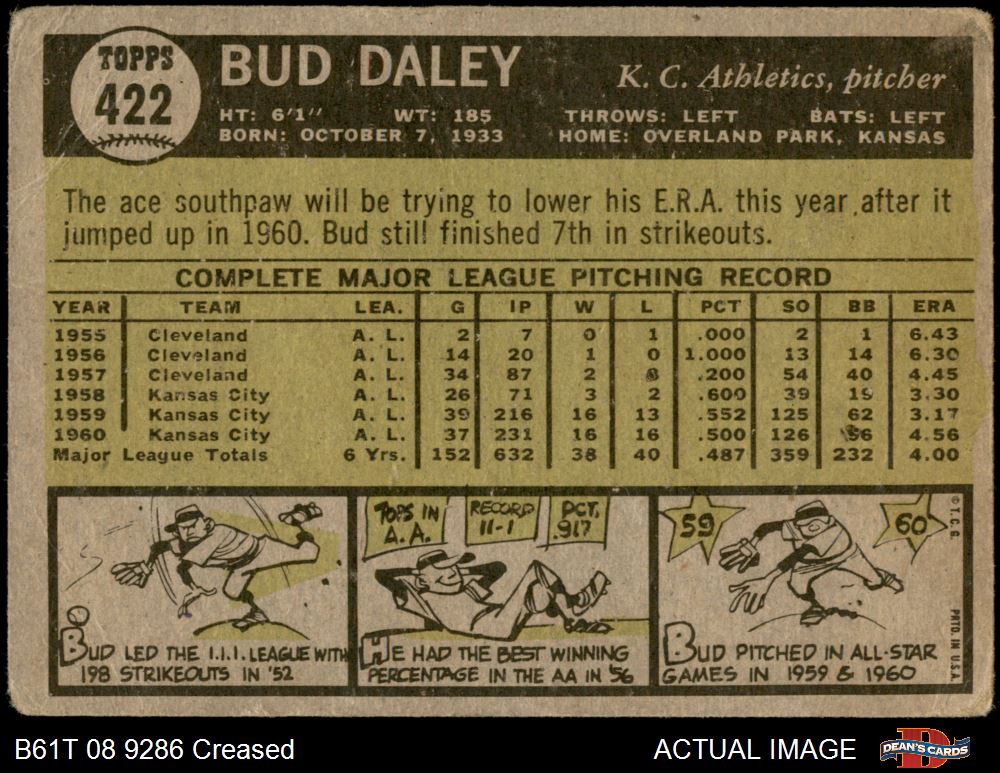 TOPPS
422
BUD DALEY
K. C. Athletics, pitcher
HT: 6'1" WT: 185 THROWS: LEFT BATS: LEFT
BORN: OCTOBER 7, 1933 HOME: OVERLAND PARK, KANSAS
The ace southpaw will be trying to lower his E.R.A. this year after it
jumped up in 1960. Bud still finished 7th in strikeouts.
COMPLETE MAJOR LEAGUE PITCHING RECORD
YEAR TEAM LEA. G IP W L PCT SO BB ERA
1955 Cleveland A. L. 2 7 0 1 .000 2 1 6.43
1956 Cleveland A. L. 14 20 1 0 1.000 13 14 6.30
1957 Cleveland A. L. 34 87 2 8 .200 54 40 4.45
1958 Kansas City A. L. 26 71 3 2 .600 39 19 3.30
1959 Kansas City A. L. 39 216 16 13 .552 125 62 3.17
1960 Kansas City A. L. 37 231 16 16 .500 126 96 4.56
Major League Totals 6 Yrs. 152 632 38 40 .487 359 232 4.00
BUD LED THE I.I.I. LEAGUE WITH
198 STRIKEOUTS IN '52
TOPS IN
A.A.
RECORD
11-1
PCT.
.917
HE HAD THE BEST WINNING
PERCENTAGE IN THE AA IN '56
59
60
BUD PITCHED IN ALL-STAR
GAMES IN 1959 & 1960
© T.C.G.
PRTD. IN U.S.A.
B61T 08 9286 Creased
ACTUAL IMAGE
DEAN'S CARDS